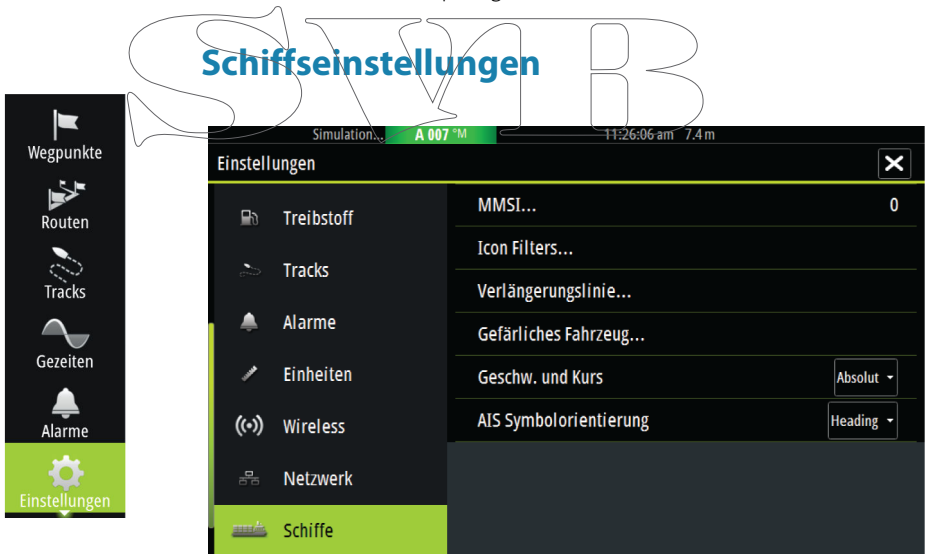 Schiffseinstellungen
SVB
Wegpunkte
Routen
Tracks
Gezeiten
Alarme
Einstellungen
Simulation... A 007 °M 11:26:06 am 7.4 m
Einstellungen
Treibstoff
Tracks
Alarme
Einheiten
Wireless
Netzwerk
Schiffe
MMSI... 0
Icon Filters...
Verlängerungslinie...
Gefärliches Fahrzeug...
Geschw. und Kurs Absolut
AIS Symbolorientierung Heading